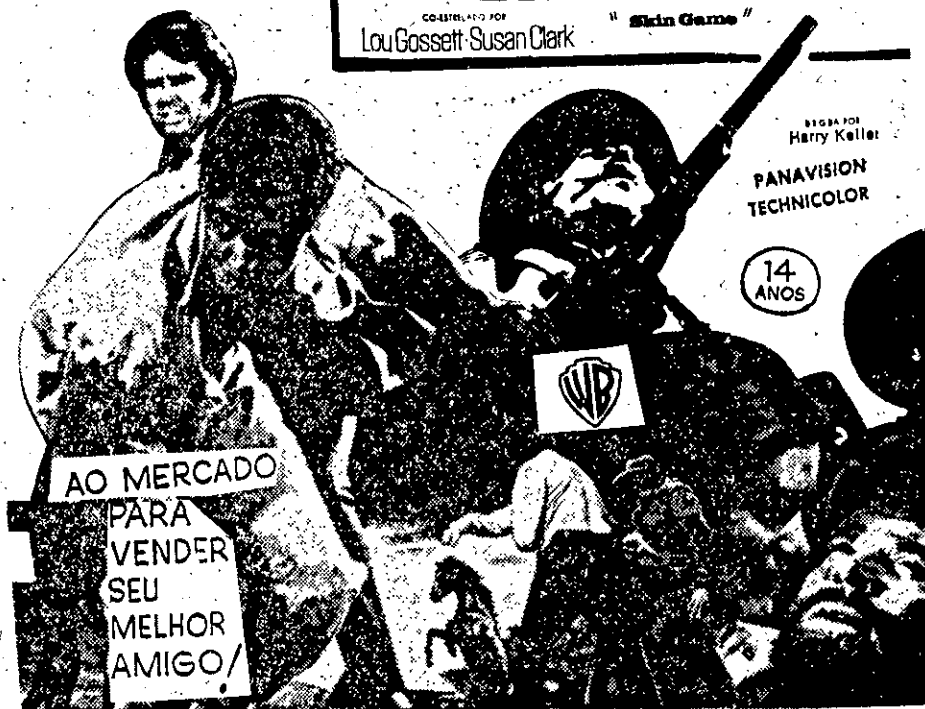 CO-ESTRELADO POR
Lou Gossett · Susan Clark
"Skin Game"
Harry Keller
PANAVISION
TECHNICOLOR
14
ANOS
WB
AO MERCADO
PARA
VENDER
SEU
MELHOR
AMIGO!